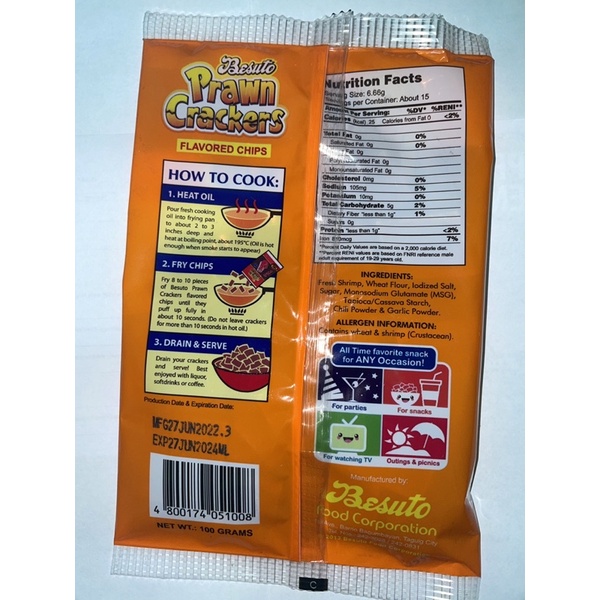 Besuto
Prawn
Crackers
FLAVORED CHIPS
HOW TO COOK:
1. HEAT OIL
Pour fresh cooking
oil into frying pan
to about 2 to 3
inches deep and
heat at boiling point, about 195°C (Oil is hot
enough when smoke starts to appear)
2. FRY CHIPS
Fry 8 to 10 pieces
of Besuto Prawn
Crackers flavored
chips until they
puff up fully in
about 10 seconds. (Do not leave crackers
for more than 10 seconds in hot oil.)
3. DRAIN & SERVE
Drain your crackers
and serve! Best
enjoyed with liquor,
softdrinks or coffee.
Production Date & Expiration Date:
MFG27JUN2022.3
EXP27JUN2024ML
4 800174 051008
NET WT.: 100 GRAMS
Nutrition Facts
Size: 6.66g
per Container: About 15
Per Serving: %DV* %RENI**
Calories (kcal) 25 Calories from Fat 0 <2%
Total Fat 0g 0%
Saturated Fat 0g 0%
Fat 0g
Fat 0g
Monounsaturated Fat 0g
Cholesterol 0mg 0%
Sodium 105mg 5%
Potassium 10mg 0%
Total Carbohydrate 5g 2%
Dietary Fiber "less than 1g" 1%
Sugars 0g
Protein "less than 1g" <2%
Iron 810mcg 7%
*Percent Daily Values are based on a 2,000 calorie diet.
**Percent RENI values are based on FNRI reference male
adult requirement of 19-29 years old.
INGREDIENTS:
Fresh Shrimp, Wheat Flour, Iodized Salt,
Sugar, Monosodium Glutamate (MSG),
Tapioca/Cassava Starch,
Chili Powder & Garlic Powder.
ALLERGEN INFORMATION:
Contains wheat & shrimp (Crustacean).
All Time favorite snack
for ANY Occasion!
For parties
For snacks
For watching TV
Outings & picnics
Manufactured by:
Besuto
Food Corporation
Taguig City
C